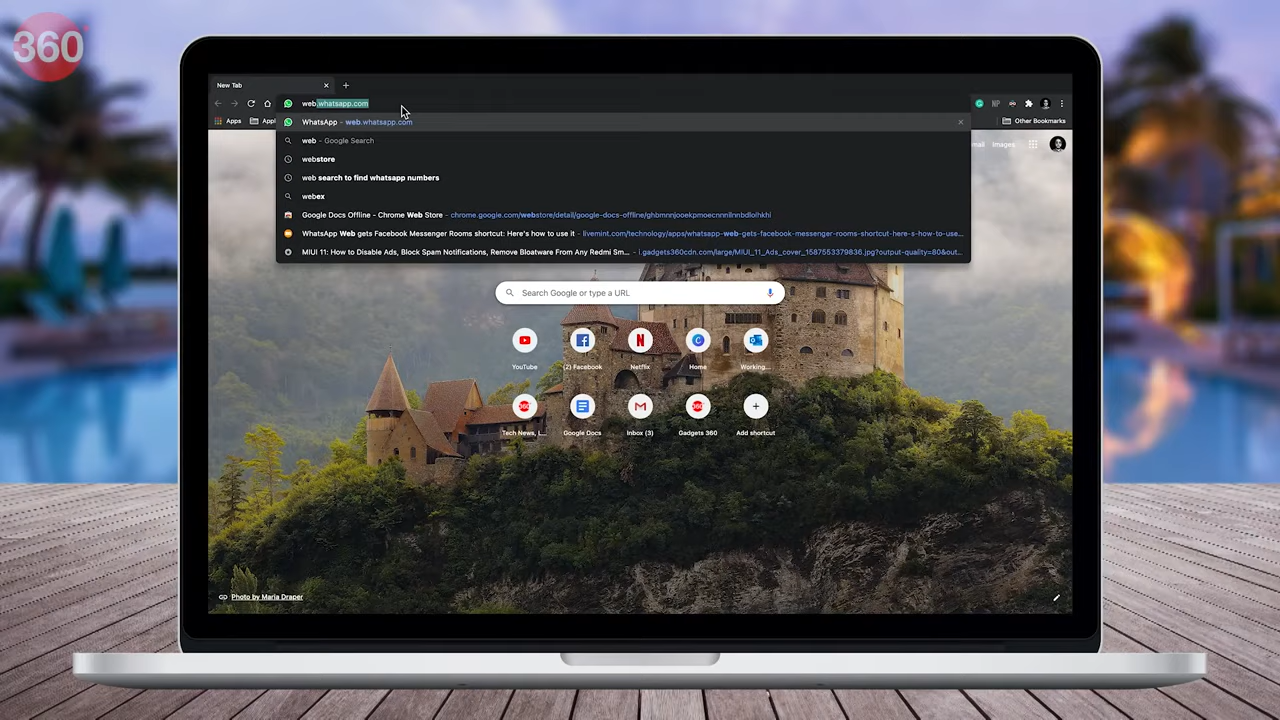 360
New Tab
web.whatsapp.com
Apps
Appl
Other Bookmarks
WhatsApp - web.whatsapp.com
web - Google Search
webstore
web search to find whatsapp numbers
webex
Google Docs Offline - Chrome Web Store - chrome.google.com/webstore/detail/google-docs-offline/ghbmnnjooekpmoecnnnilnnbdlolhkhi
WhatsApp Web gets Facebook Messenger Rooms shortcut: Here's how to use it - livemint.com/technology/apps/whatsapp-web-gets-facebook-messenger-rooms-shortcut-here-s-how-to-use...
MIUI 11: How to Disable Ads, Block Spam Notifications, Remove Bloatware From Any Redmi Sm... - i.gadgets360cdn.com/large/MIUI_11_Ads_cover_1587553379836.jpg?output-quality=80&out...
mail Images
Search Google or type a URL
YouTube
(2) Facebook
Netflix
Home
Working...
360
360
Tech News, L...
Google Docs
Inbox (3)
Gadgets 360
Add shortcut
Photo by Maria Draper